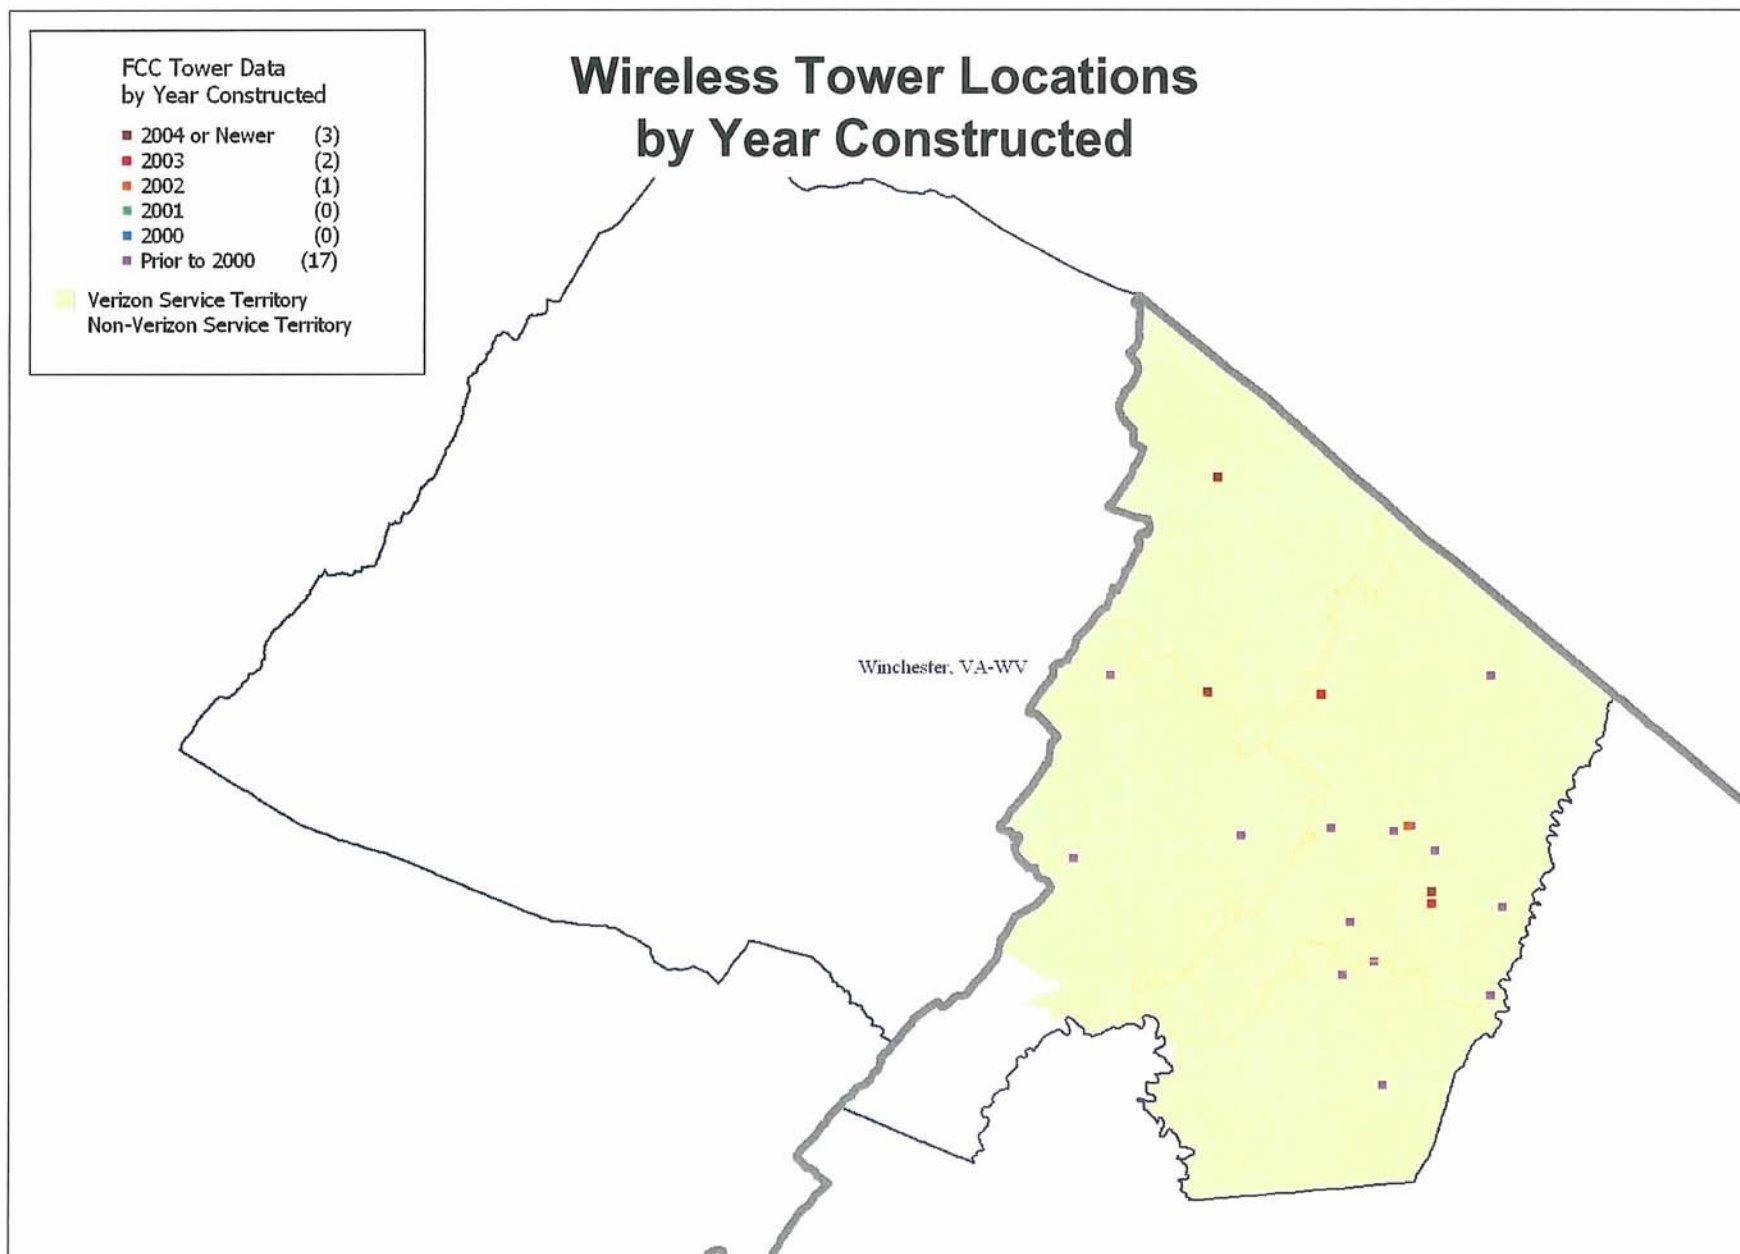 FCC Tower Data
by Year Constructed
2004 or Newer (3)
2003 (2)
2002 (1)
2001 (0)
2000 (0)
Prior to 2000 (17)
Verizon Service Territory
Non-Verizon Service Territory
Wireless Tower Locations
by Year Constructed
Winchester, VA-WV